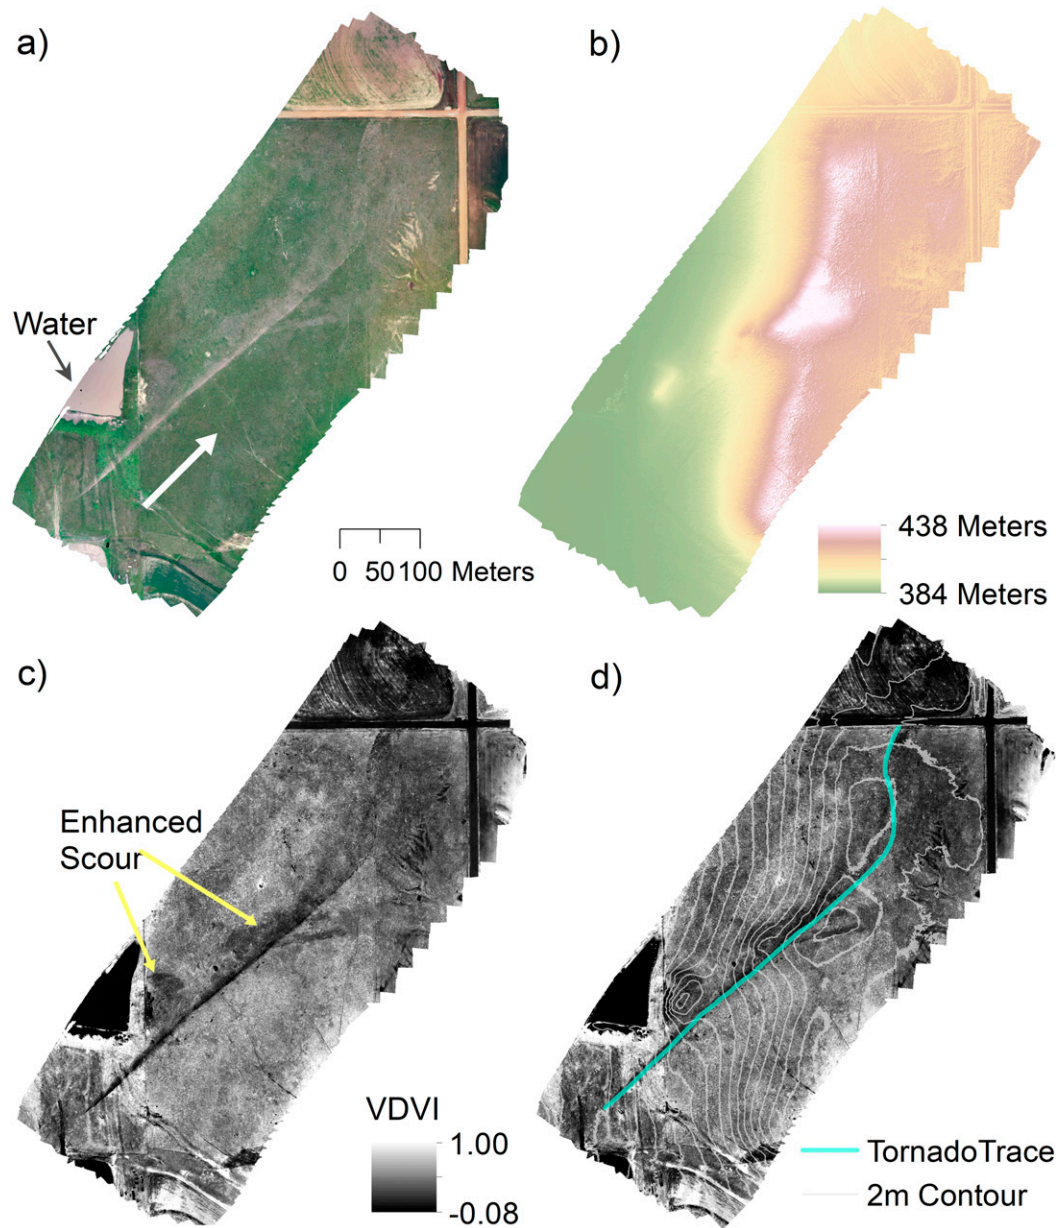 a)
b)
Water
0 50 100 Meters
438 Meters
384 Meters
c)
d)
Enhanced
Scour
VDVI
1.00
-0.08
TornadoTrace
2m Contour